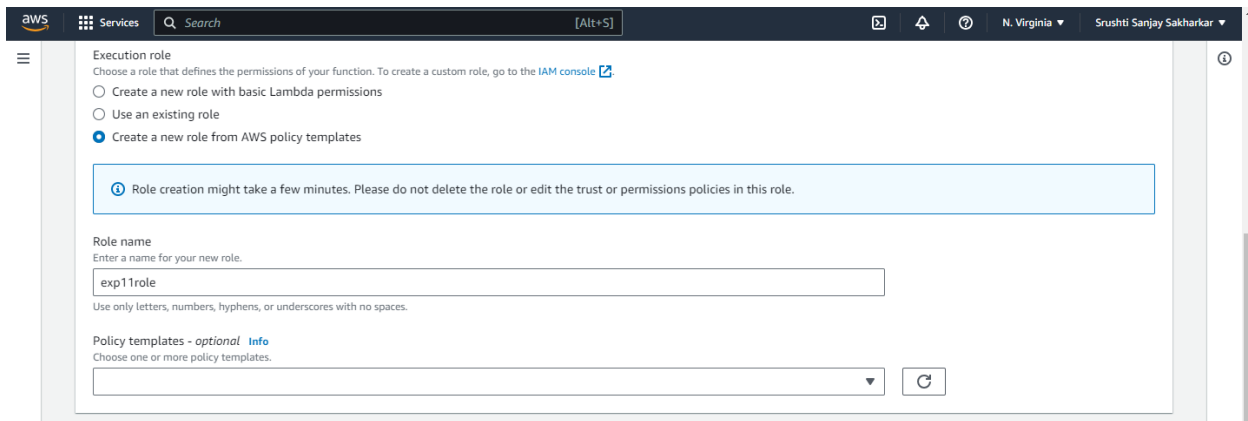 aws Services Search [Alt+S] N. Virginia ▼ Srushti Sanjay Sakharkar ▼
Execution role
Choose a role that defines the permissions of your function. To create a custom role, go to the IAM console.
Create a new role with basic Lambda permissions
Use an existing role
Create a new role from AWS policy templates
Role creation might take a few minutes. Please do not delete the role or edit the trust or permissions policies in this role.
Role name
Enter a name for your new role.
exp11role
Use only letters, numbers, hyphens, or underscores with no spaces.
Policy templates - optional Info
Choose one or more policy templates.